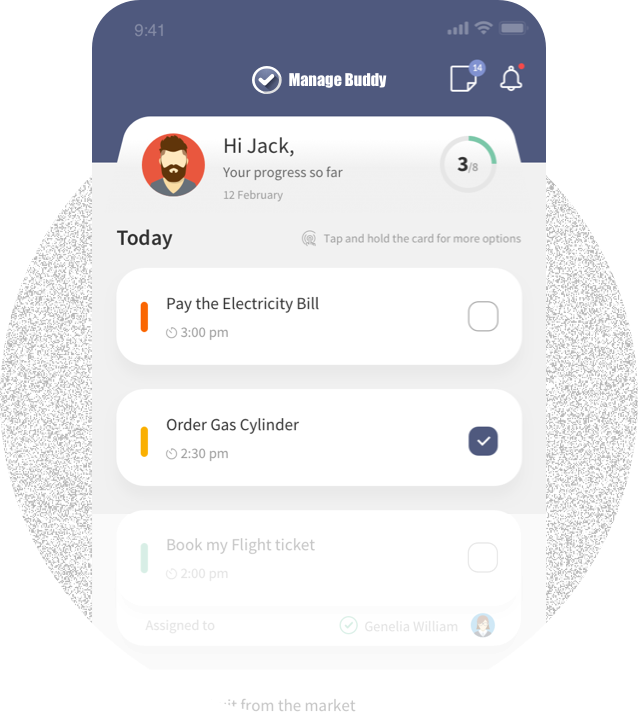 9:41
Manage Buddy
14
Hi Jack,
Your progress so far
12 February
3/8
Today
Tap and hold the card for more options
Pay the Electricity Bill
3:00 pm
Order Gas Cylinder
2:30 pm
Book my Flight ticket
2:00 pm
Assigned to
Genelia William
from the market